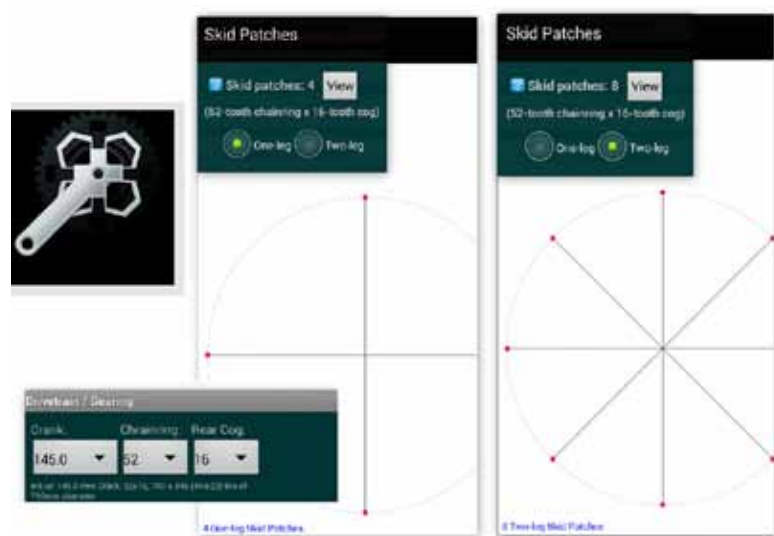 Skid Patches
Skid patches: 4 View
(52-tooth chainring x 16-tooth cog)
One-leg Two-leg
4 One-leg Skid Patches
Skid Patches
Skid patches: 8 View
(52-tooth chainring x 16-tooth cog)
One-leg Two-leg
8 Two-leg Skid Patches
Drivetrain / Gearing
Crank: Chainring: Rear Cog:
145.0 52 16